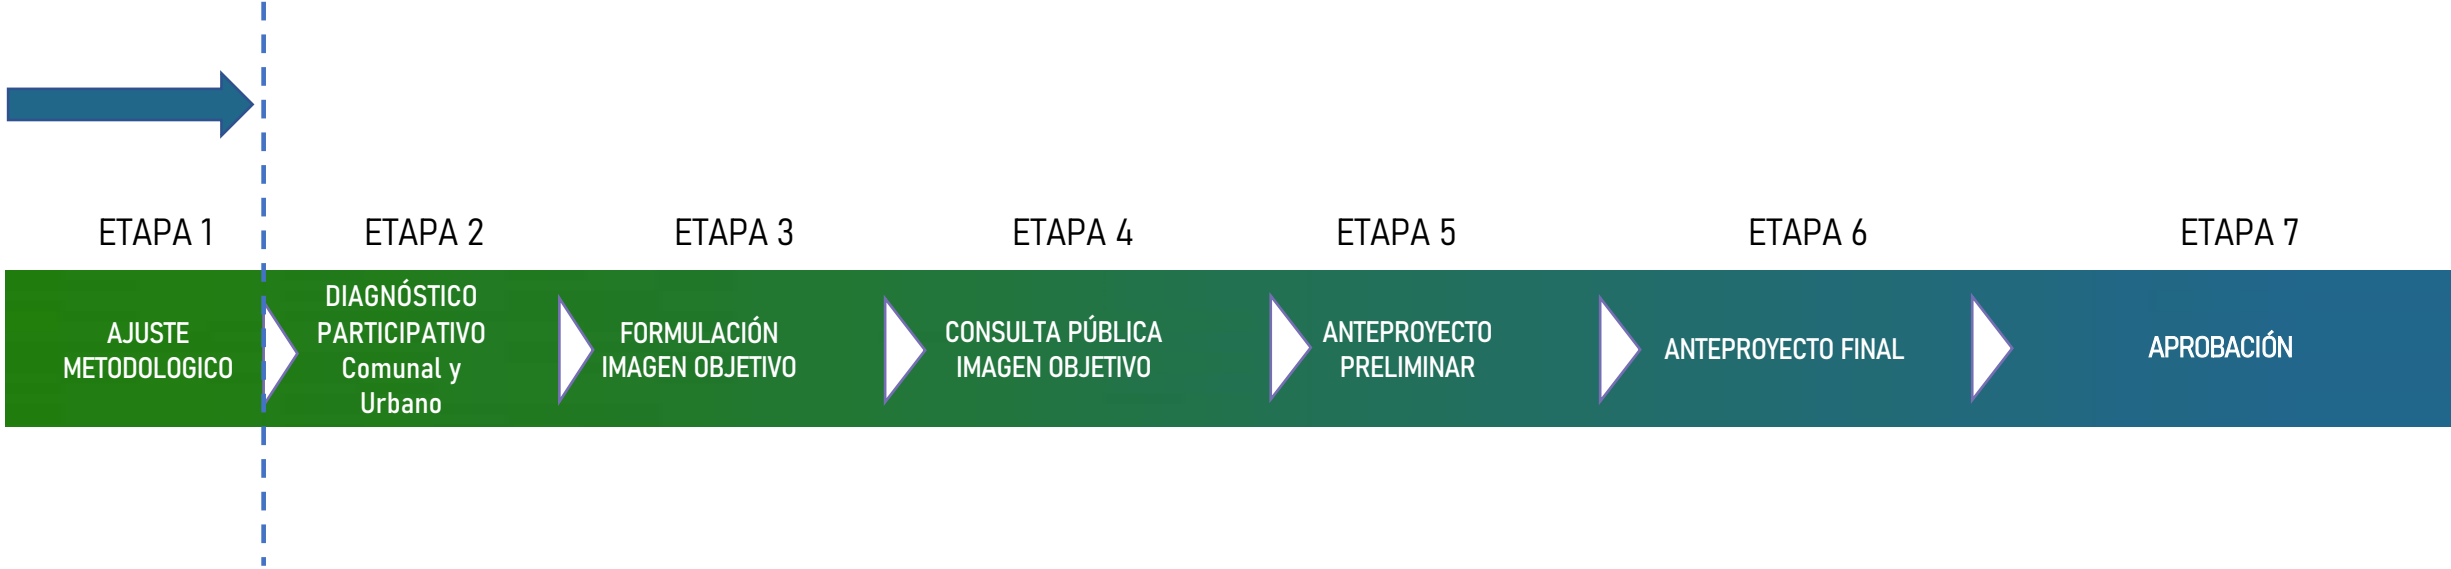 ETAPA 1
ETAPA 2
ETAPA 3
ETAPA 4
ETAPA 5
ETAPA 6
ETAPA 7
AJUSTE
METODOLOGICO
DIAGNÓSTICO
PARTICIPATIVO
Comunal y
Urbano
FORMULACIÓN
IMAGEN OBJETIVO
CONSULTA PÚBLICA
IMAGEN OBJETIVO
ANTEPROYECTO
PRELIMINAR
ANTEPROYECTO FINAL
APROBACIÓN